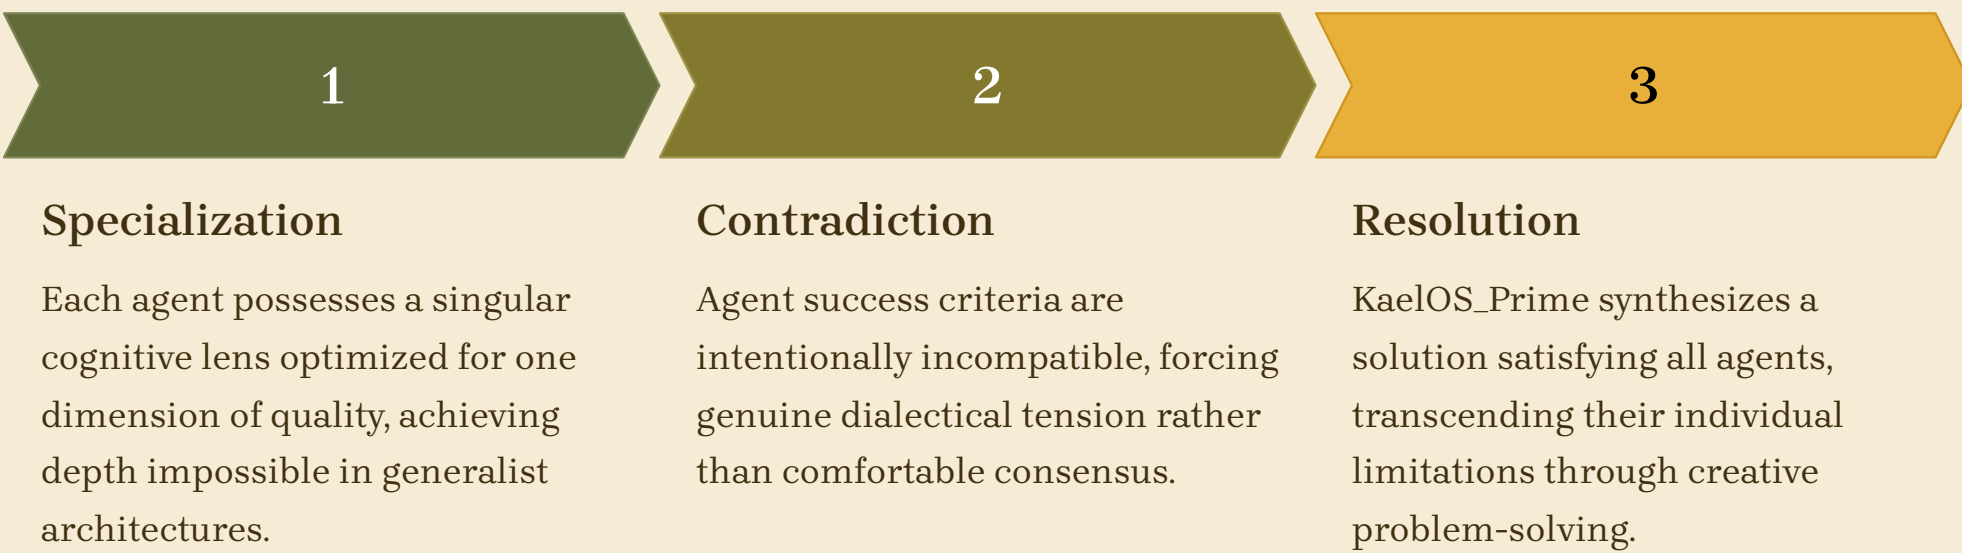 1
2
3
Specialization
Each agent possesses a singular
cognitive lens optimized for one
dimension of quality, achieving
depth impossible in generalist
architectures.
Contradiction
Agent success criteria are
intentionally incompatible, forcing
genuine dialectical tension rather
than comfortable consensus.
Resolution
KaelOS_Prime synthesizes a
solution satisfying all agents,
transcending their individual
limitations through creative
problem-solving.